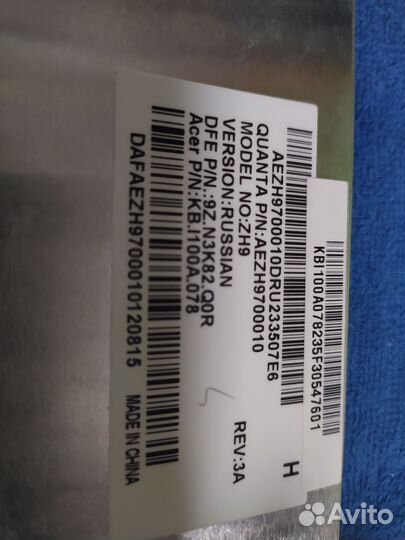 AEZH9700010DRU233507E6
QUANTA P/N:AEZH9700010
MODEL NO:ZH9
VERSION:RUSSIAN
DFE P/N:9Z.N3K82.Q0R
Acer P/N:KB.I100A.078
DAFAEZH9700010120815
MADE IN CHINA
REV:3A
H
KBI100A078235F30547601
Avito